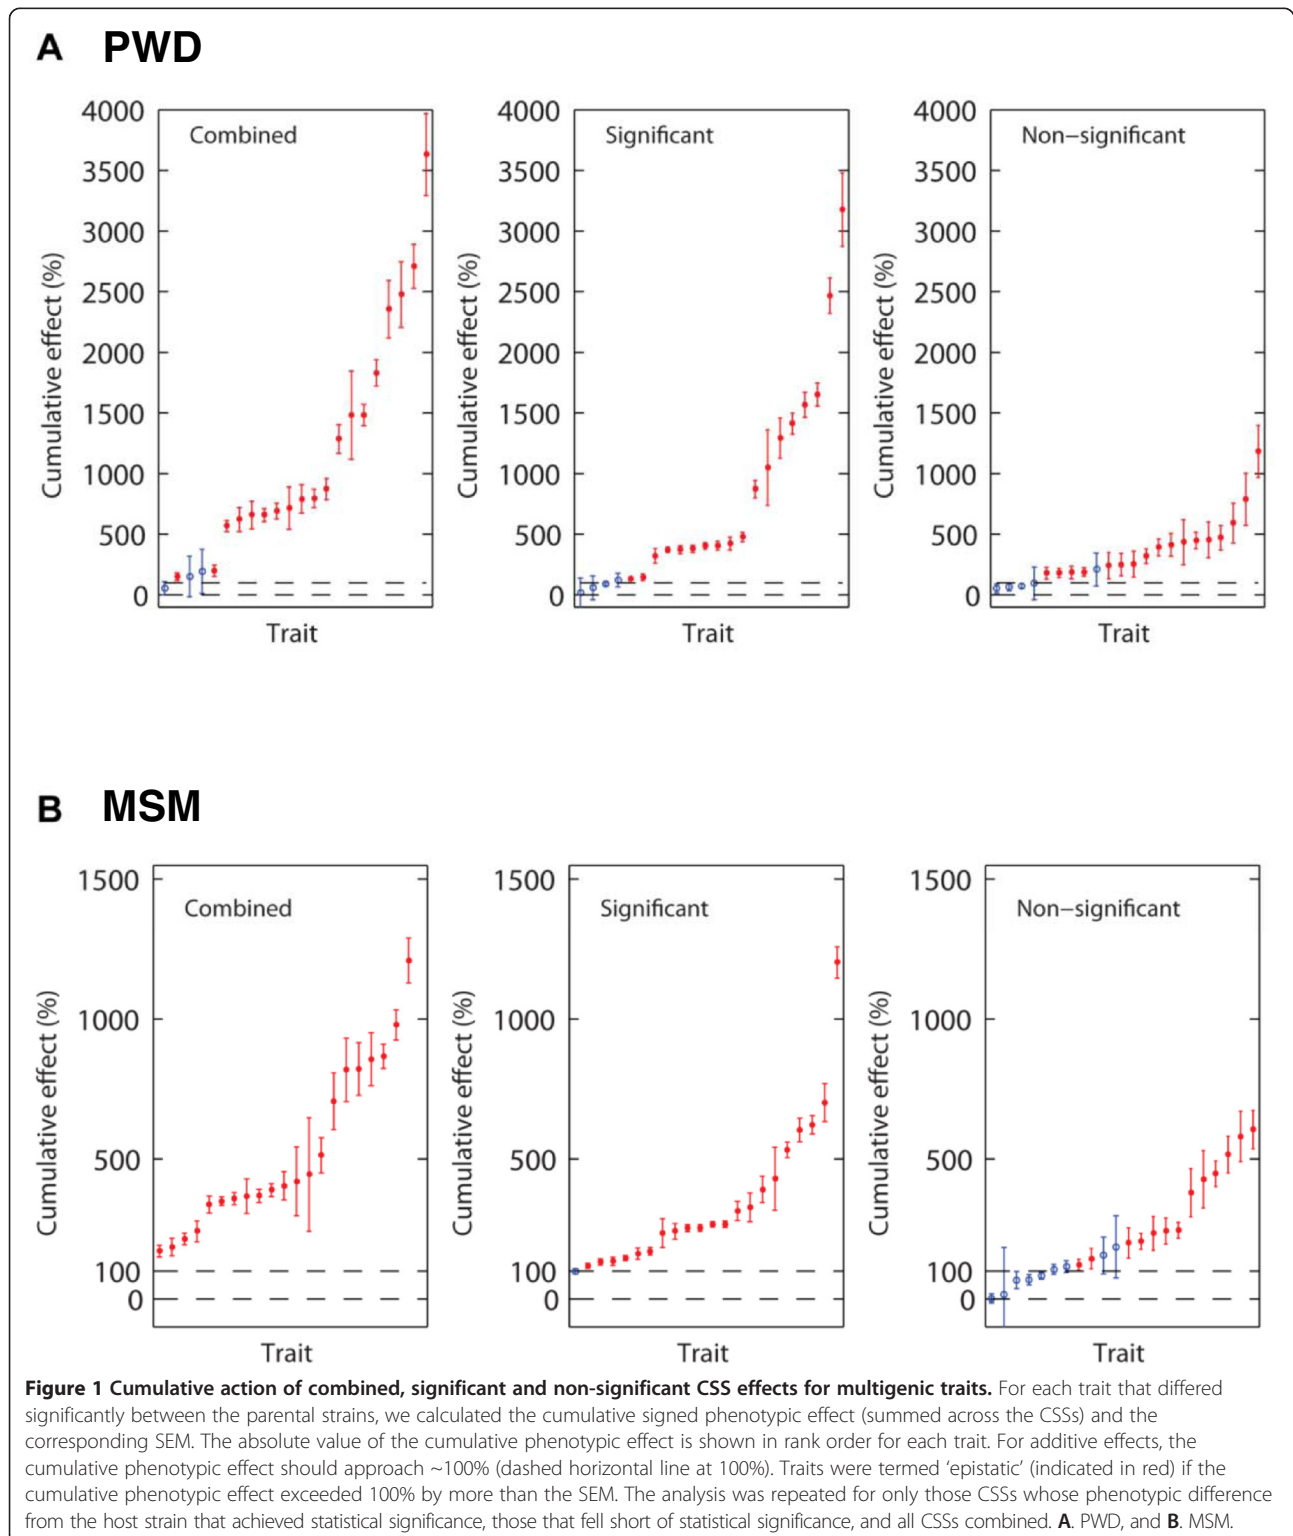 A PWD
4000
3500
3000
2500
2000
1500
1000
500
0
Cumulative effect (%)
Combined
Trait
4000
3500
3000
2500
2000
1500
1000
500
0
Cumulative effect (%)
Significant
Trait
4000
3500
3000
2500
2000
1500
1000
500
0
Cumulative effect (%)
Non−significant
Trait
B MSM
1500
1000
500
100
0
Cumulative effect (%)
Combined
Trait
1500
1000
500
100
0
Cumulative effect (%)
Significant
Trait
1500
1000
500
100
0
Cumulative effect (%)
Non−significant
Trait
Figure 1 Cumulative action of combined, significant and non-significant CSS effects for multigenic traits. For each trait that differed
significantly between the parental strains, we calculated the cumulative signed phenotypic effect (summed across the CSSs) and the
corresponding SEM. The absolute value of the cumulative phenotypic effect is shown in rank order for each trait. For additive effects, the
cumulative phenotypic effect should approach ~100% (dashed horizontal line at 100%). Traits were termed ‘epistatic’ (indicated in red) if the
cumulative phenotypic effect exceeded 100% by more than the SEM. The analysis was repeated for only those CSSs whose phenotypic difference
from the host strain that achieved statistical significance, those that fell short of statistical significance, and all CSSs combined. A. PWD, and B. MSM.